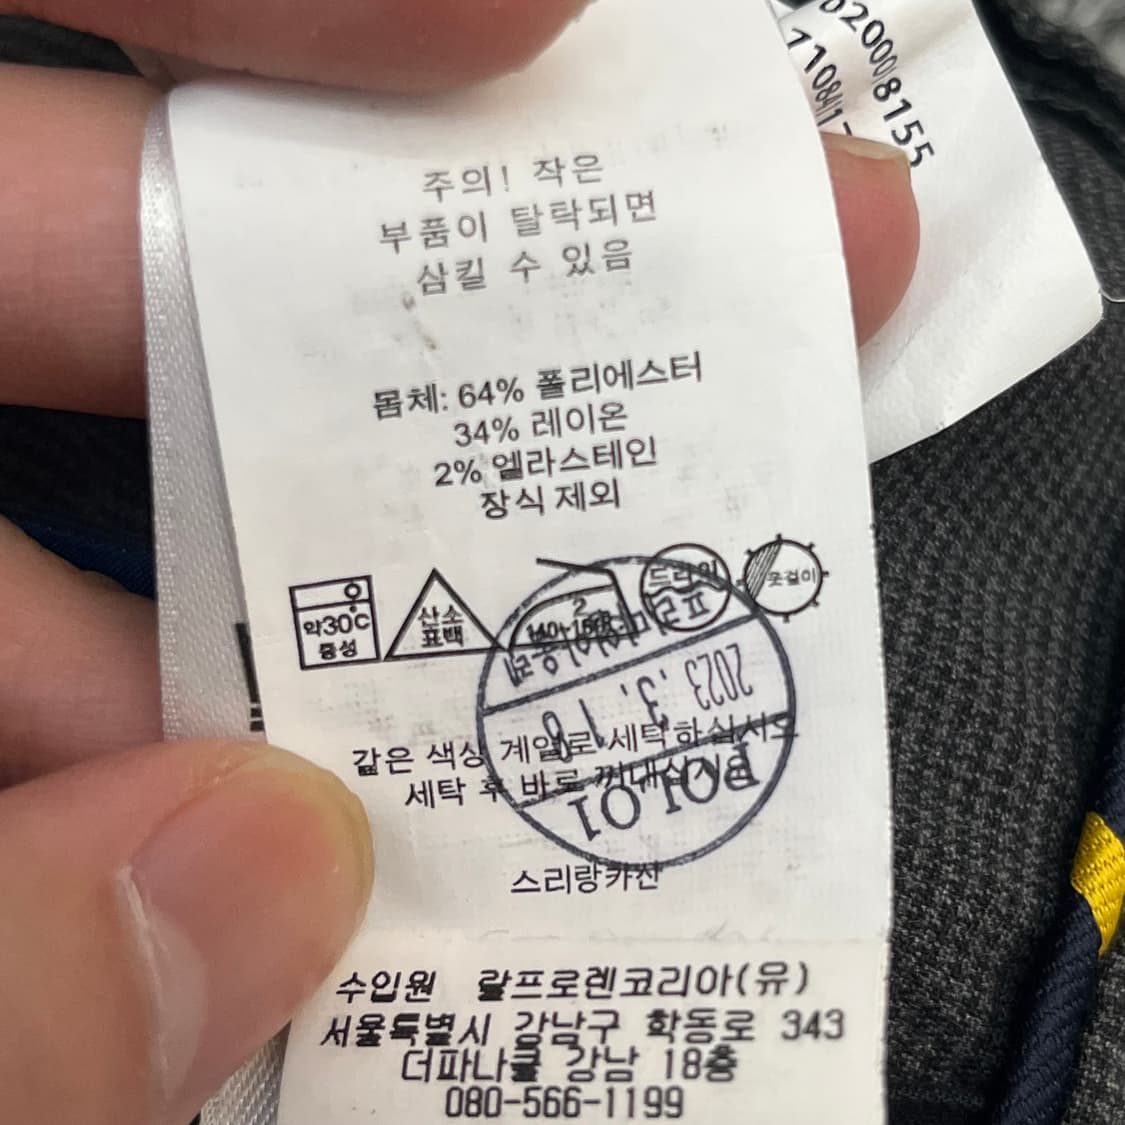 620008155
주의! 작은
부품이 탈탁되면
삼킬 수 있음
몸체: 64% 폴리에스터
34% 레이온
2% 엘라스테인
장식 제외
약30℃
중성
산소
표백
2
드라이
옷걸이
2023. 3. 18
POLO1
같은 색상 계열로 세탁하십시오
세탁 후 바로 꺼내십시오
스리랑카산
수입원 랄프로렌코리아(유)
서울특별시 강남구 학동로 343
더파나클 강남 18층
080-566-1199